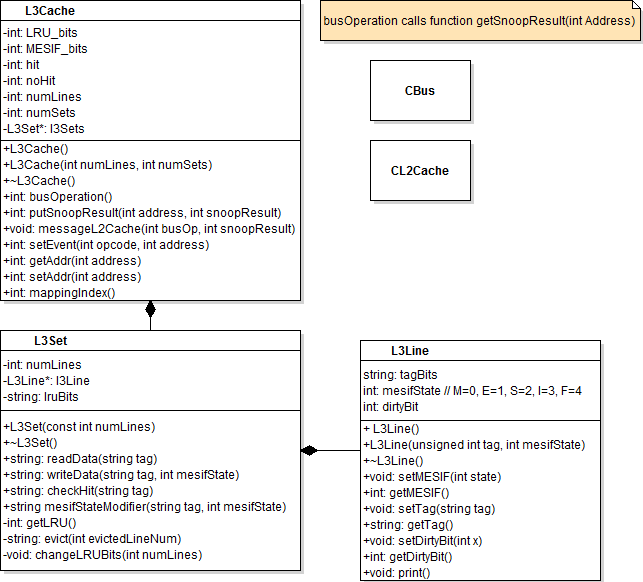 L3Cache
-int: LRU_bits
-int: MESIF_bits
-int: hit
-int: noHit
-int: numLines
-int: numSets
-L3Set*: l3Sets
+L3Cache()
+L3Cache(int numLines, int numSets)
+~L3Cache()
+int: busOperation()
+int: putSnoopResult(int address, int snoopResult)
+void: messageL2Cache(int busOp, int snoopResult)
+int: setEvent(int opcode, int address)
+int: getAddr(int address)
+int: setAddr(int address)
+int: mappingIndex()
busOperation calls function getSnoopResult(int Address)
CBus
CL2Cache
L3Set
-int: numLines
-L3Line*: l3Line
-string: lruBits
+L3Set(const int numLines)
+~L3Set()
+string: readData(string tag)
+string: writeData(string tag, int mesifState)
+string: checkHit(string tag)
+string mesifStateModifier(string tag, int mesifState)
-int: getLRU()
-string: evict(int evictedLineNum)
-void: changeLRUBits(int numLines)
L3Line
string: tagBits
int: mesifState // M=0, E=1, S=2, I=3, F=4
int: dirtyBit
+ L3Line()
+L3Line(unsigned int tag, int mesifState)
+~L3Line()
+void: setMESIF(int state)
+int: getMESIF()
+void: setTag(string tag)
+string: getTag()
+void: setDirtyBit(int x)
+int: getDirtyBit()
+void: print()